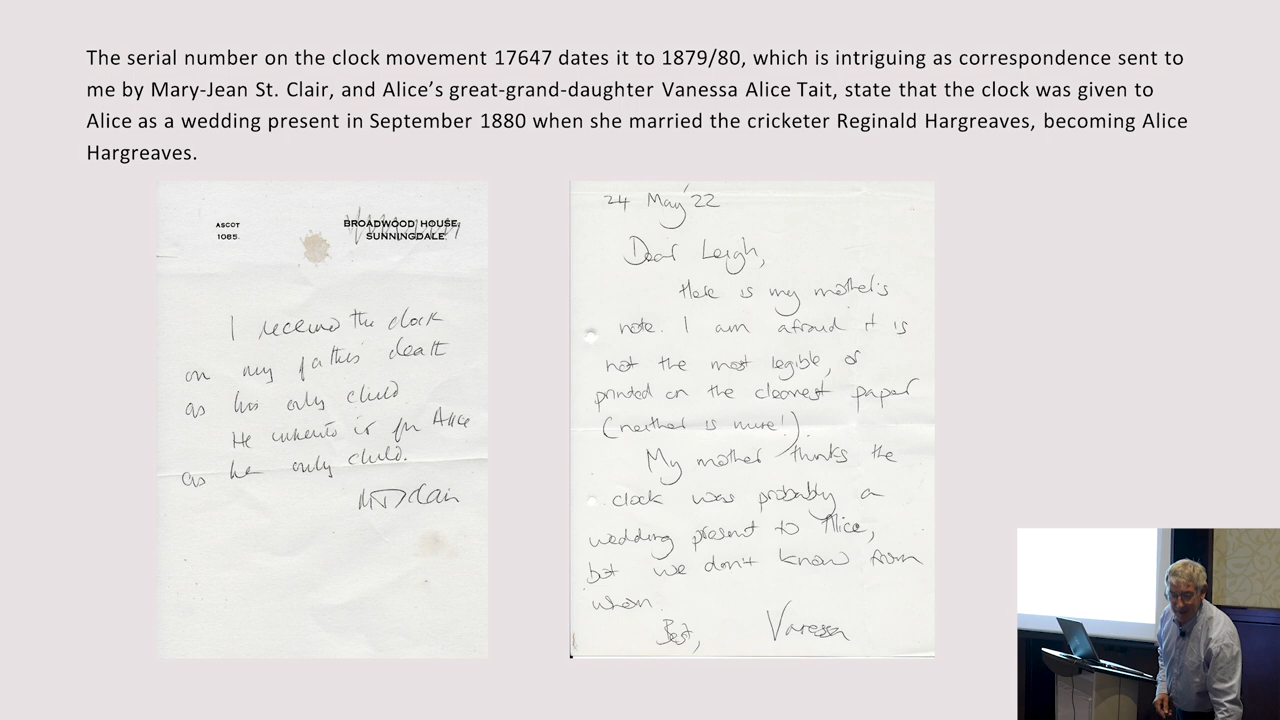 The serial number on the clock movement 17647 dates it to 1879/80, which is intriguing as correspondence sent to
me by Mary-Jean St. Clair, and Alice’s great-grand-daughter Vanessa Alice Tait, state that the clock was given to
Alice as a wedding present in September 1880 when she married the cricketer Reginald Hargreaves, becoming Alice
Hargreaves.
ASCOT
1085.
BROADWOOD HOUSE,
SUNNINGDALE
I received the clock
on my father's death
as his only child.
He inherited it from Alice
as her only child.
24 May '22
Dear Leigh,
Here is my mother's
note. I am afraid it is
not the most legible, or
printed on the cleanest paper
(neither is mine!).
My mother thinks the
clock was probably a
wedding present to Alice,
but we don't know from
whom.
Best,
Vanessa